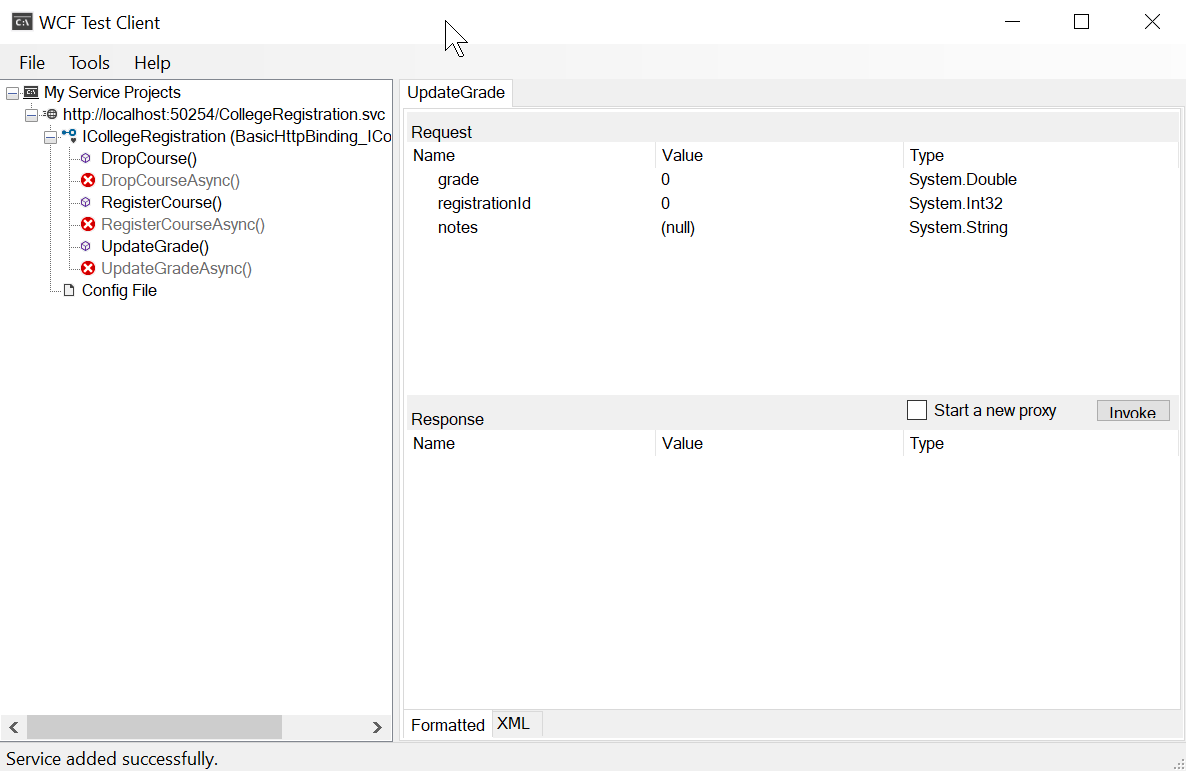 WCF Test Client
File Tools Help
My Service Projects
http://localhost:50254/CollegeRegistration.svc
ICollegeRegistration (BasicHttpBinding_ICo
DropCourse()
DropCourseAsync()
RegisterCourse()
RegisterCourseAsync()
UpdateGrade()
UpdateGradeAsync()
Config File
UpdateGrade
Request
Name Value Type
grade 0 System.Double
registrationId 0 System.Int32
notes (null) System.String
Response Start a new proxy Invoke
Name Value Type
Formatted XML
Service added successfully.